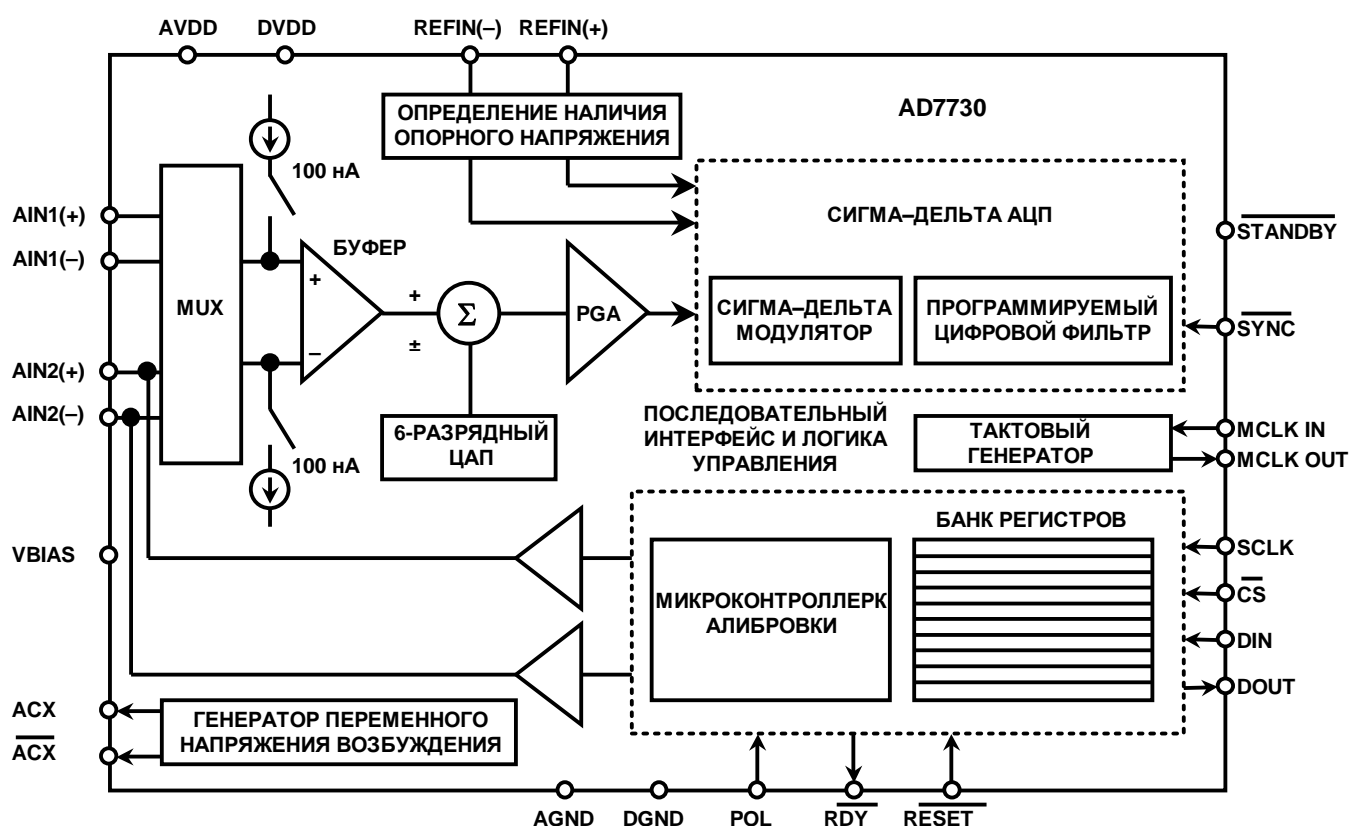 AVDD
DVDD
REFIN(–)
REFIN(+)
ОПРЕДЕЛЕНИЕ НАЛИЧИЯ
ОПОРНОГО НАПРЯЖЕНИЯ
AD7730
100 нА
AIN1(+)
AIN1(–)
MUX
БУФЕР
+
–
+
±
Σ
PGA
СИГМА–ДЕЛЬТА АЦП
СИГМА–ДЕЛЬТА
МОДУЛЯТОР
ПРОГРАММИРУЕМЫЙ
ЦИФРОВОЙ ФИЛЬТР
STANDBY
SYNC
AIN2(+)
AIN2(–)
100 нА
6-РАЗРЯДНЫЙ
ЦАП
ПОСЛЕДОВАТЕЛЬНЫЙ
ИНТЕРФЕЙС И ЛОГИКА
УПРАВЛЕНИЯ
ТАКТОВЫЙ
ГЕНЕРАТОР
MCLK IN
MCLK OUT
VBIAS
МИКРОКОНТРОЛЛЕРК
АЛИБРОВКИ
БАНК РЕГИСТРОВ
SCLK
CS
DIN
DOUT
ACX
ACX
ГЕНЕРАТОР ПЕРЕМЕННОГО
НАПРЯЖЕНИЯ ВОЗБУЖДЕНИЯ
AGND
DGND
POL
RDY
RESET